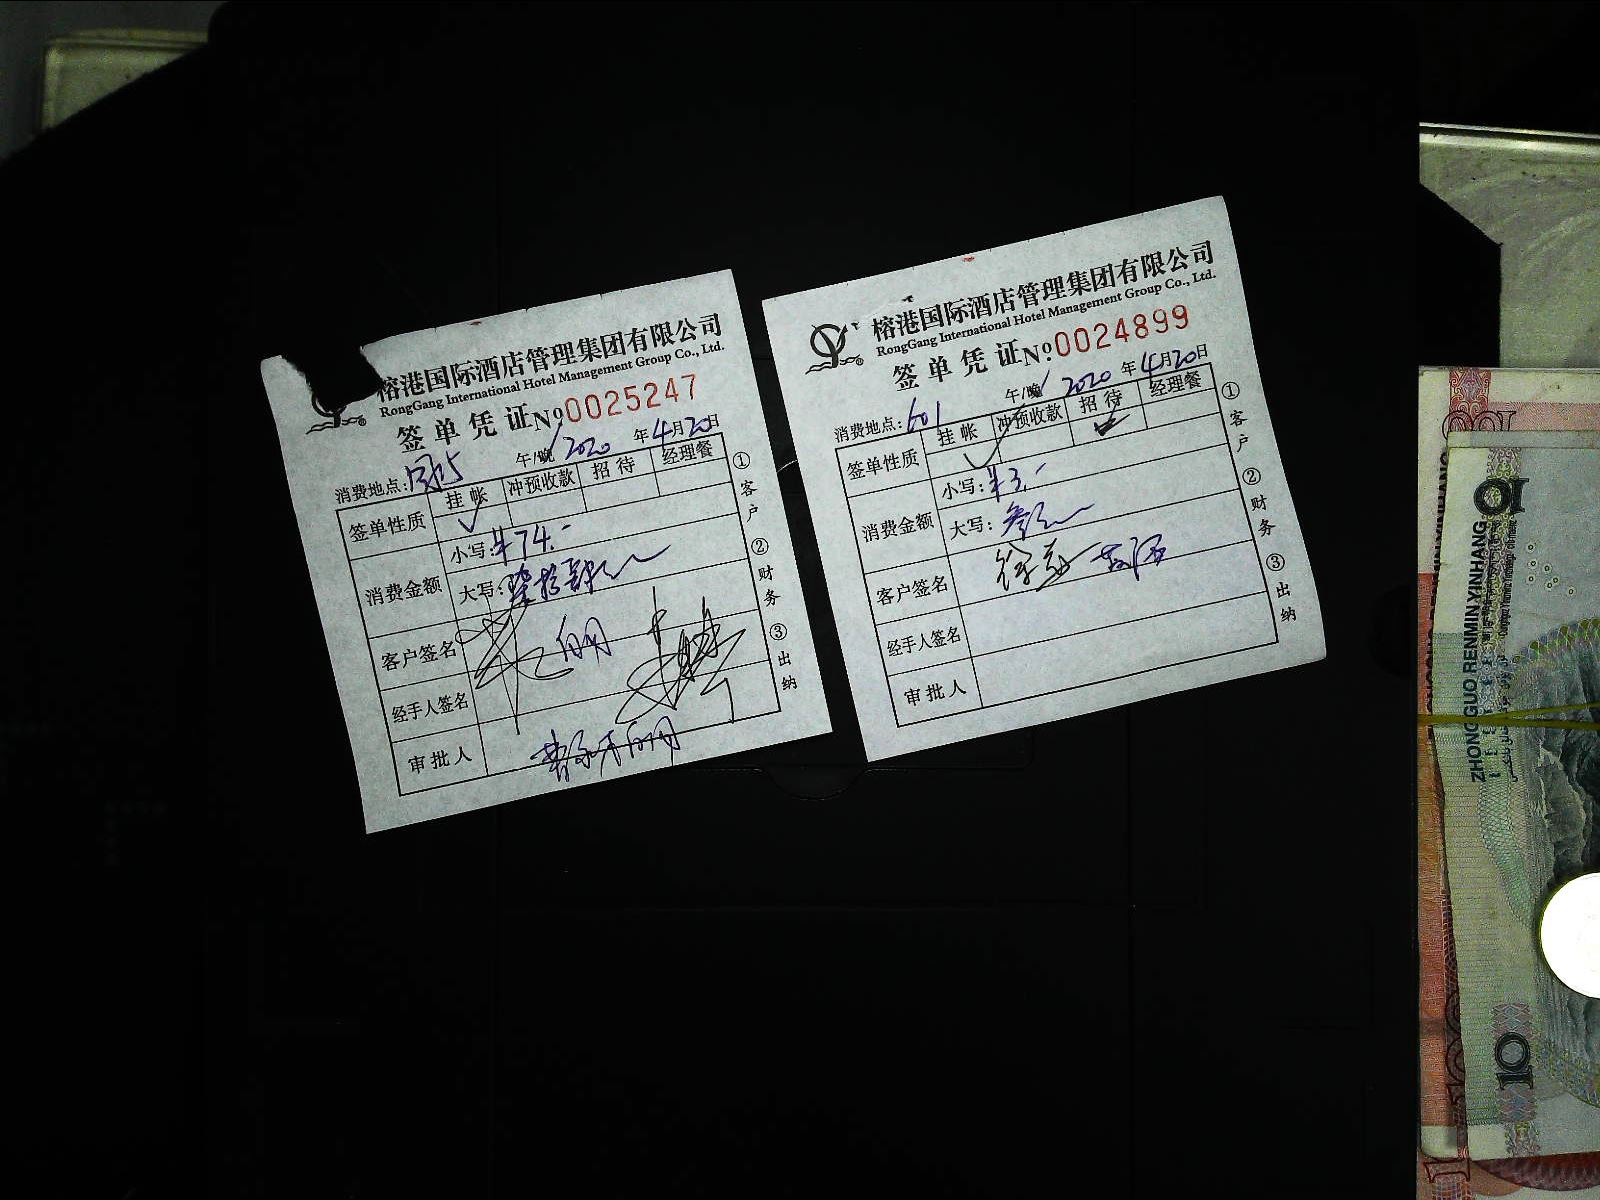 榕港国际酒店管理集团有限公司
RongGang International Hotel Management Group Co., Ltd.
签单凭证 №0025247
午/晚 2020 年 4 月 20 日
消费地点:
签单性质 挂帐 冲预收款 招待 经理餐
✓
消费金额 小写: ¥74.-
大写: 柒拾肆元
客户签名
经手人签名
审批人
①客户 ②财务 ③出纳
榕港国际酒店管理集团有限公司
RongGang International Hotel Management Group Co., Ltd.
签单凭证 №0024899
午/晚 2020 年 4 月 20 日
消费地点: 601
签单性质 挂帐 冲预收款 招待 经理餐
✓
消费金额 小写: ¥3.-
大写: 叁元
客户签名
经手人签名
审批人
①客户 ②财务 ③出纳
ZHONGGUO RENMIN YINHANG
10
10